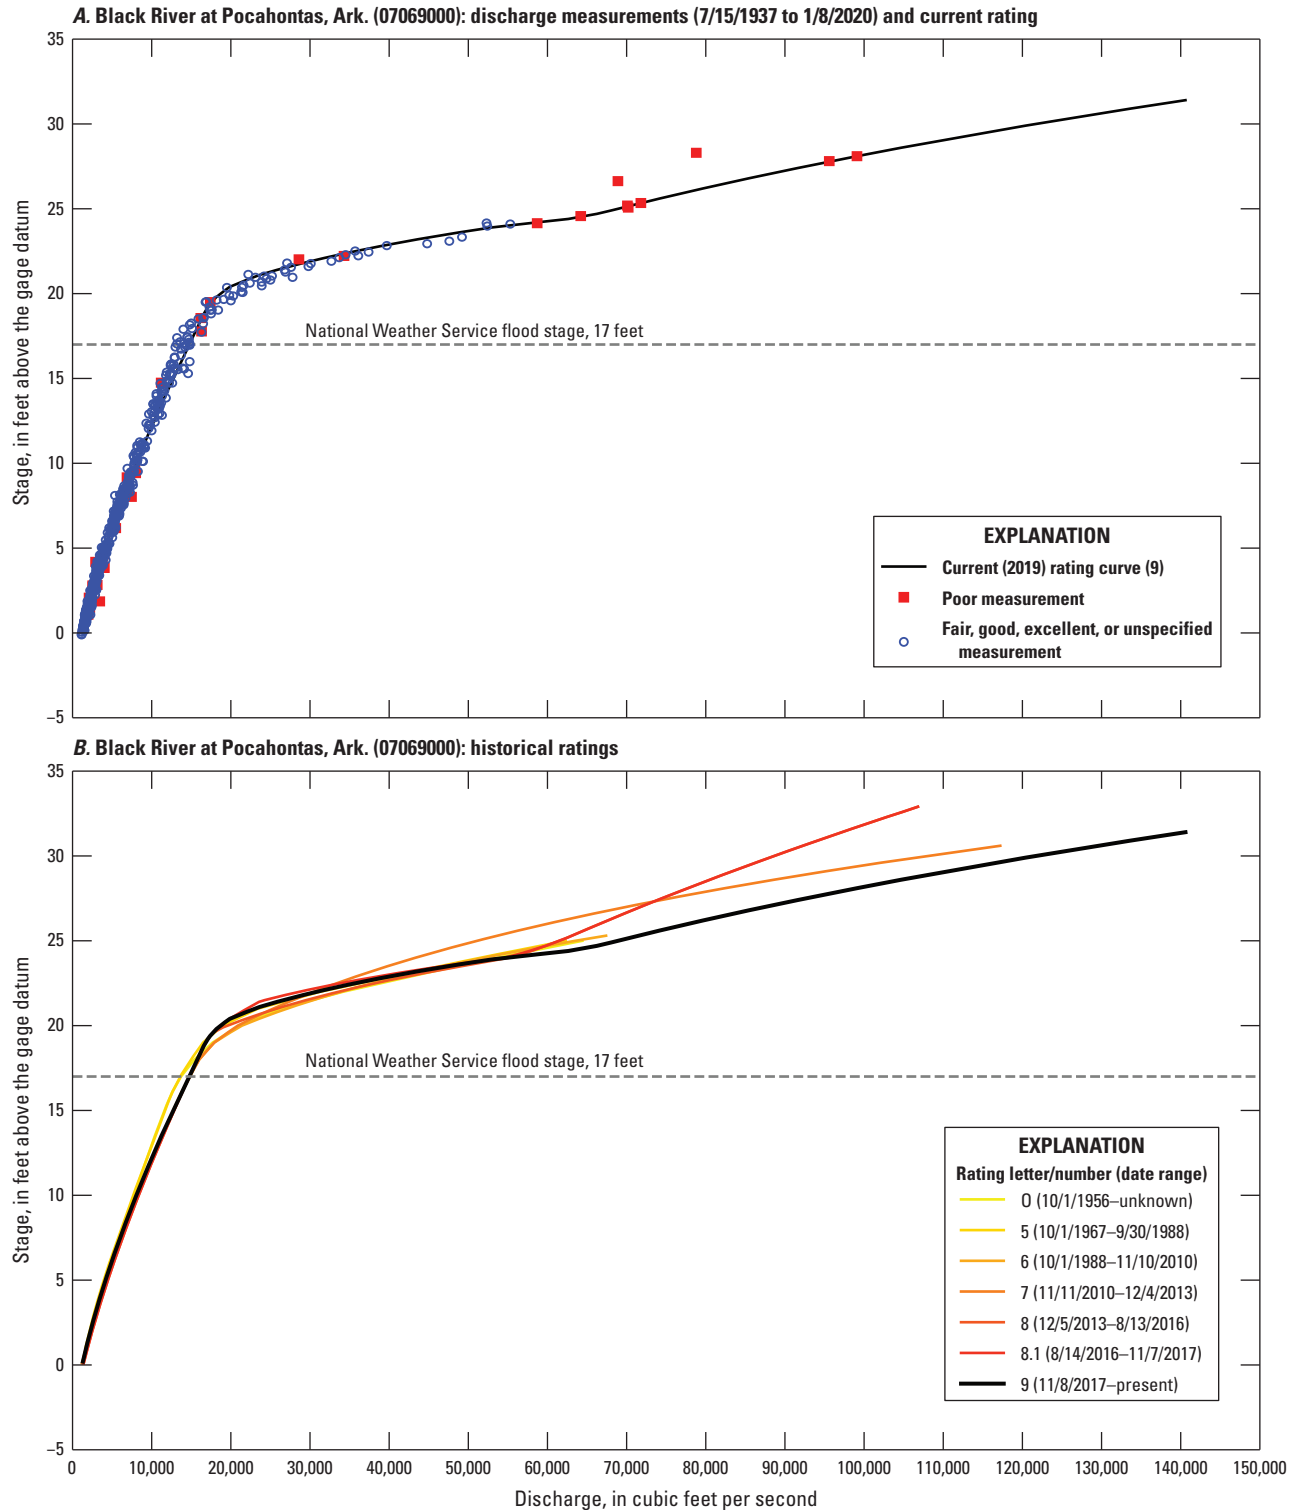 A. Black River at Pocahontas, Ark. (07069000): discharge measurements (7/15/1937 to 1/8/2020) and current rating
35
30
25
20
15
10
5
0
–5
Stage, in feet above the gage datum
National Weather Service flood stage, 17 feet
EXPLANATION
Current (2019) rating curve (9)
Poor measurement
Fair, good, excellent, or unspecified
measurement
B. Black River at Pocahontas, Ark. (07069000): historical ratings
35
30
25
20
15
10
5
0
–5
Stage, in feet above the gage datum
National Weather Service flood stage, 17 feet
EXPLANATION
Rating letter/number (date range)
O (10/1/1956–unknown)
5 (10/1/1967–9/30/1988)
6 (10/1/1988–11/10/2010)
7 (11/11/2010–12/4/2013)
8 (12/5/2013–8/13/2016)
8.1 (8/14/2016–11/7/2017)
9 (11/8/2017–present)
0 10,000 20,000 30,000 40,000 50,000 60,000 70,000 80,000 90,000 100,000 110,000 120,000 130,000 140,000 150,000
Discharge, in cubic feet per second